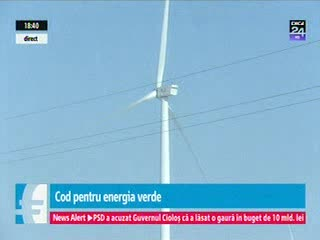 18:40
direct
DIGI 24
HD
Cod pentru energia verde
News Alert ▶PSD a acuzat Guvernul Cioloș că a lăsat o gaură în buget de 10 mld. lei